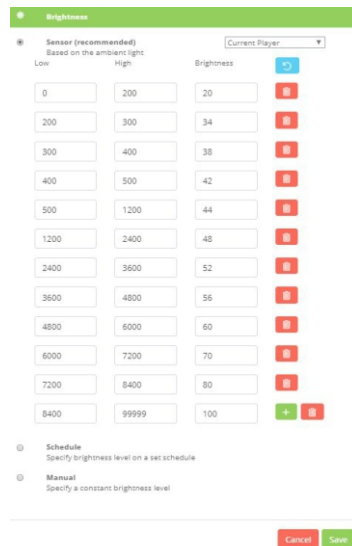 Brightness
Sensor (recommended) Current Player
Based on the ambient light
Low High Brightness
0 200 20
200 300 34
300 400 38
400 500 42
500 1200 44
1200 2400 48
2400 3600 52
3600 4800 56
4800 6000 60
6000 7200 70
7200 8400 80
8400 99999 100
Schedule
Specify brightness level on a set schedule
Manual
Specify a constant brightness level
Cancel Save